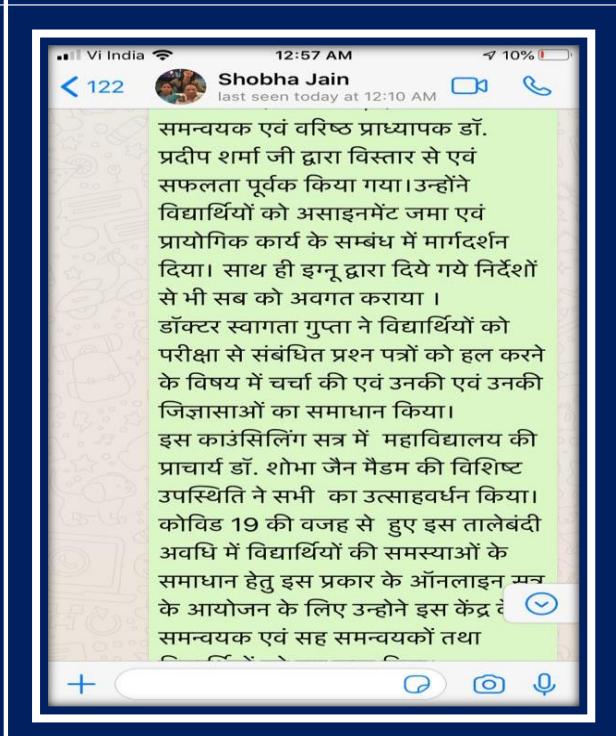 Vi India 12:57 AM 10%
122 Shobha Jain
last seen today at 12:10 AM
समन्वयक एवं वरिष्ठ प्राध्यापक डॉ.
प्रदीप शर्मा जी द्वारा विस्तार से एवं
सफलता पूर्वक किया गया।उन्होंने
विद्यार्थियों को असाइनमेंट जमा एवं
प्रायोगिक कार्य के सम्बंध में मार्गदर्शन
दिया। साथ ही इग्नू द्वारा दिये गये निर्देशों
से भी सब को अवगत कराया ।
डॉक्टर स्वागता गुप्ता ने विद्यार्थियों को
परीक्षा से संबंधित प्रश्न पत्रों को हल करने
के विषय में चर्चा की एवं उनकी एवं उनकी
जिज्ञासाओं का समाधान किया।
इस काउंसिलिंग सत्र में महाविद्यालय की
प्राचार्य डॉ. शोभा जैन मैडम की विशिष्ट
उपस्थिति ने सभी का उत्साहवर्धन किया।
कोविड 19 की वजह से हुए इस तालेबंदी
अवधि में विद्यार्थियों की समस्याओं के
समाधान हेतु इस प्रकार के ऑनलाइन सत्र
के आयोजन के लिए उन्होने इस केंद्र
समन्वयक एवं सह समन्वयकों तथा